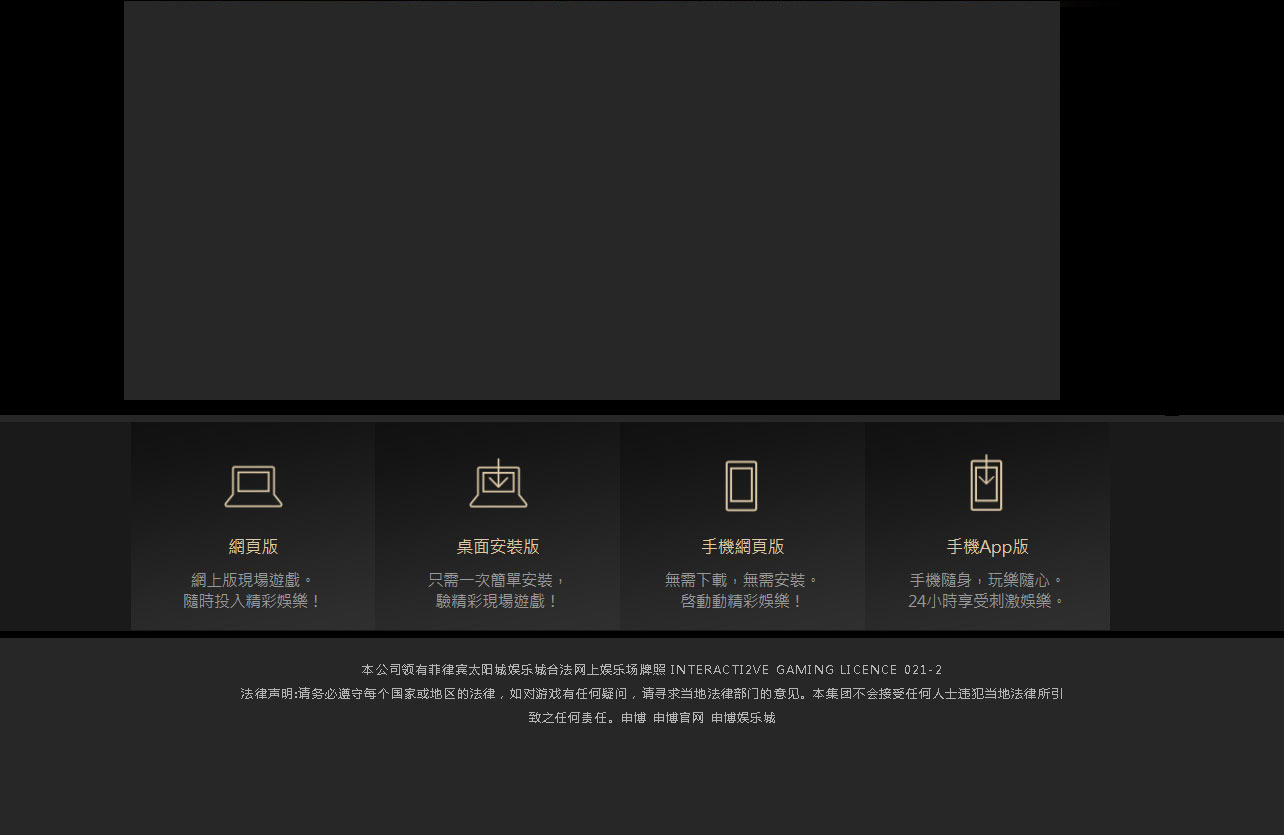 網頁版
網上版現場遊戲。
隨時投入精彩娛樂！
桌面安裝版
只需一次簡單安裝，
驗精彩現場遊戲！
手機網頁版
無需下載，無需安裝。
啓動動精彩娛樂！
手機App版
手機隨身，玩樂隨心。
24小時享受刺激娛樂。
本公司领有菲律宾太阳城娱乐城合法网上娱乐场牌照 INTERACTI2VE GAMING LICENCE 021-2
法律声明:请务必遵守每个国家或地区的法律，如对游戏有任何疑问，请寻求当地法律部门的意见。本集团不会接受任何人士违犯当地法律所引
致之任何责任。申博 申博官网 申博娱乐城